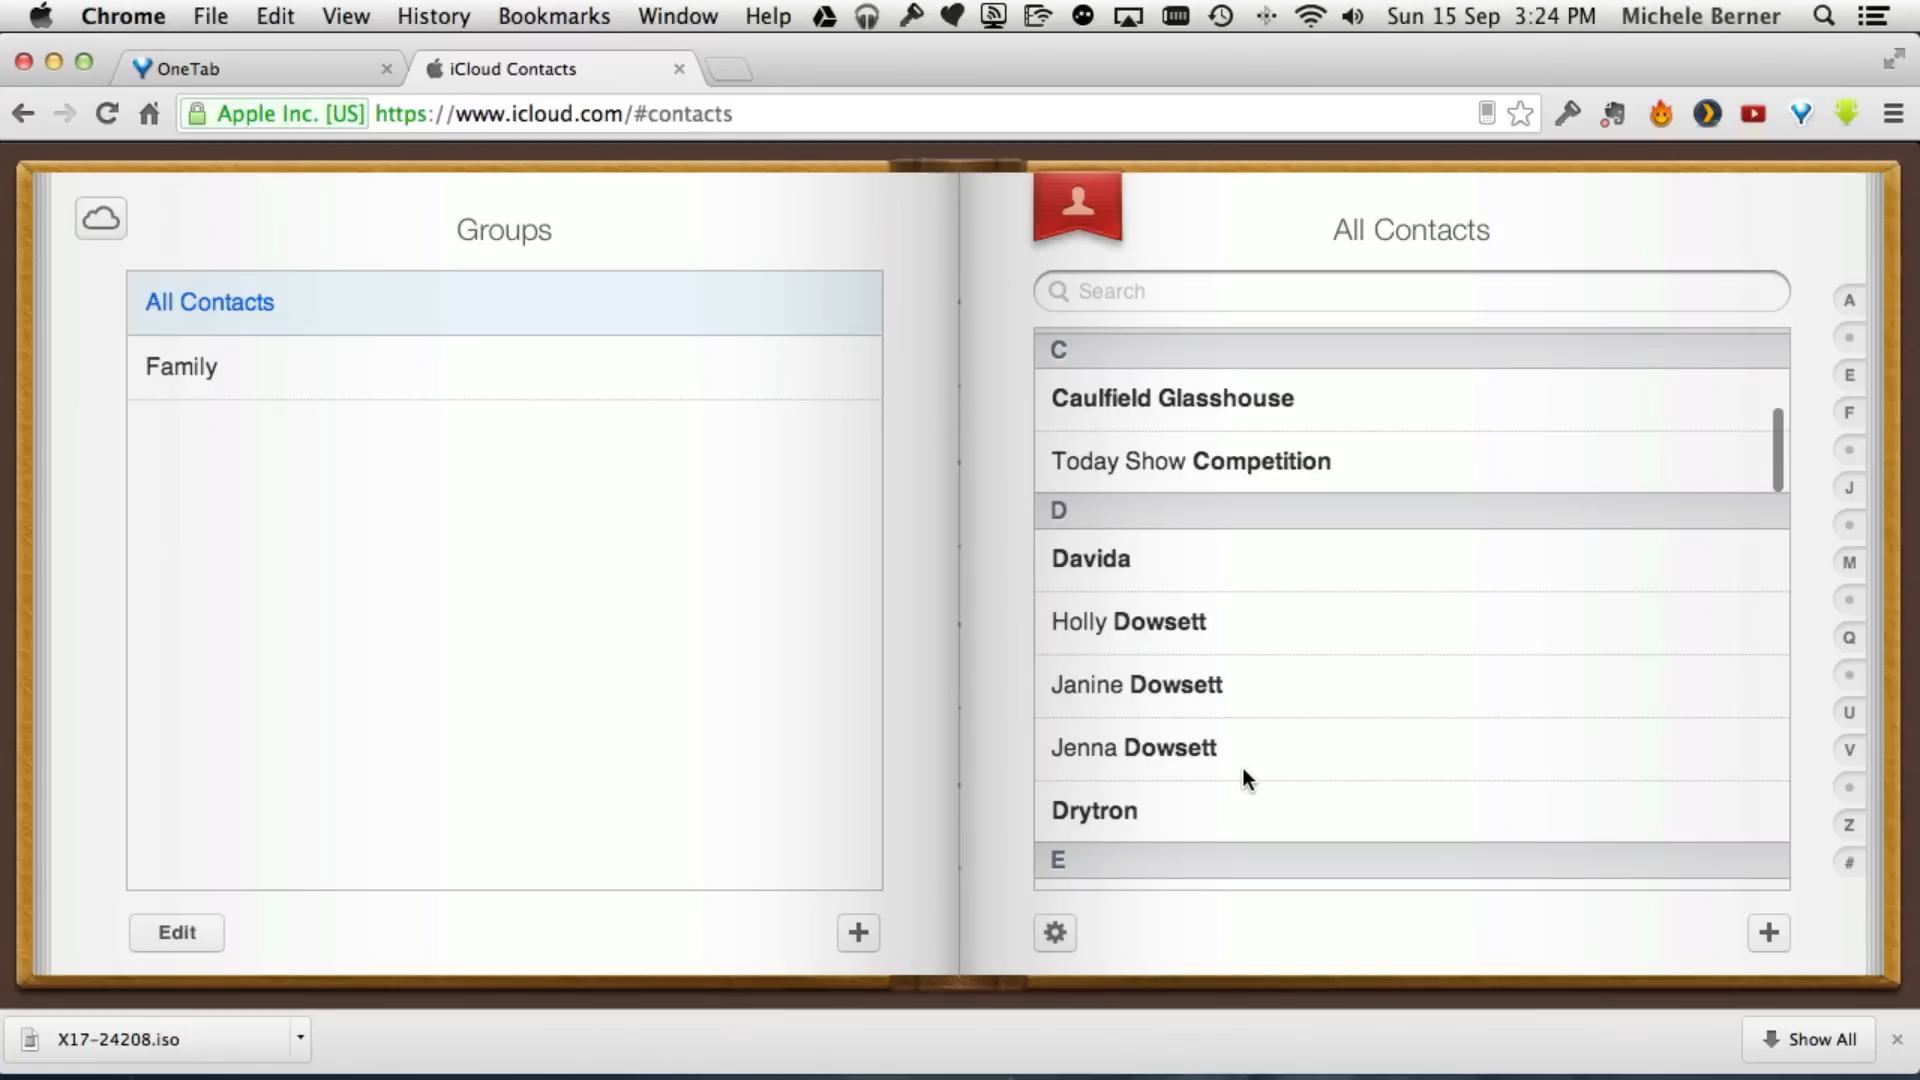 Chrome File Edit View History Bookmarks Window Help Sun 15 Sep 3:24 PM Michele Berner
OneTab
iCloud Contacts
Apple Inc. [US] https://www.icloud.com/#contacts
Groups
All Contacts
Family
Edit
All Contacts
Search
C
Caulfield Glasshouse
Today Show Competition
D
Davida
Holly Dowsett
Janine Dowsett
Jenna Dowsett
Drytron
E
A
E
F
J
M
Q
U
V
Z
#
X17-24208.iso
Show All